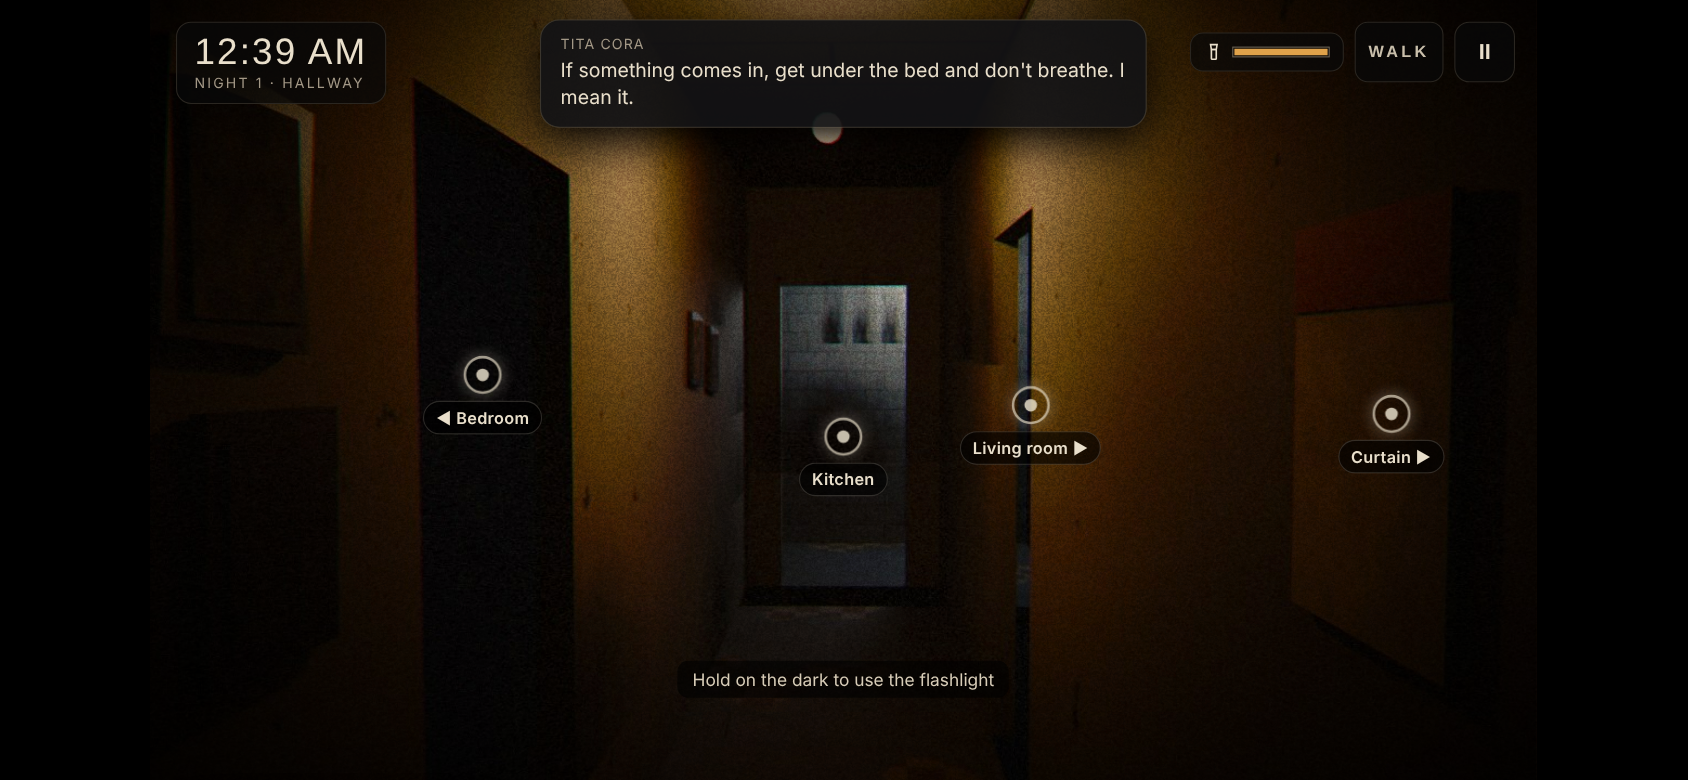 12:39 AM
NIGHT 1 · HALLWAY
TITA CORA
If something comes in, get under the bed and don't breathe. I
mean it.
WALK
◀ Bedroom
Kitchen
Living room ▶
Curtain ▶
Hold on the dark to use the flashlight